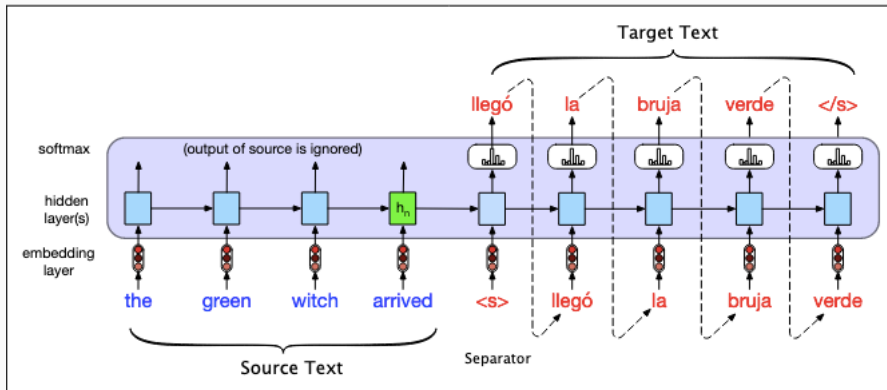 Target Text
llegó la bruja verde </s>
softmax (output of source is ignored)
hidden layer(s)
hn
embedding layer
the green witch arrived <s> llegó la bruja verde
Separator
Source Text